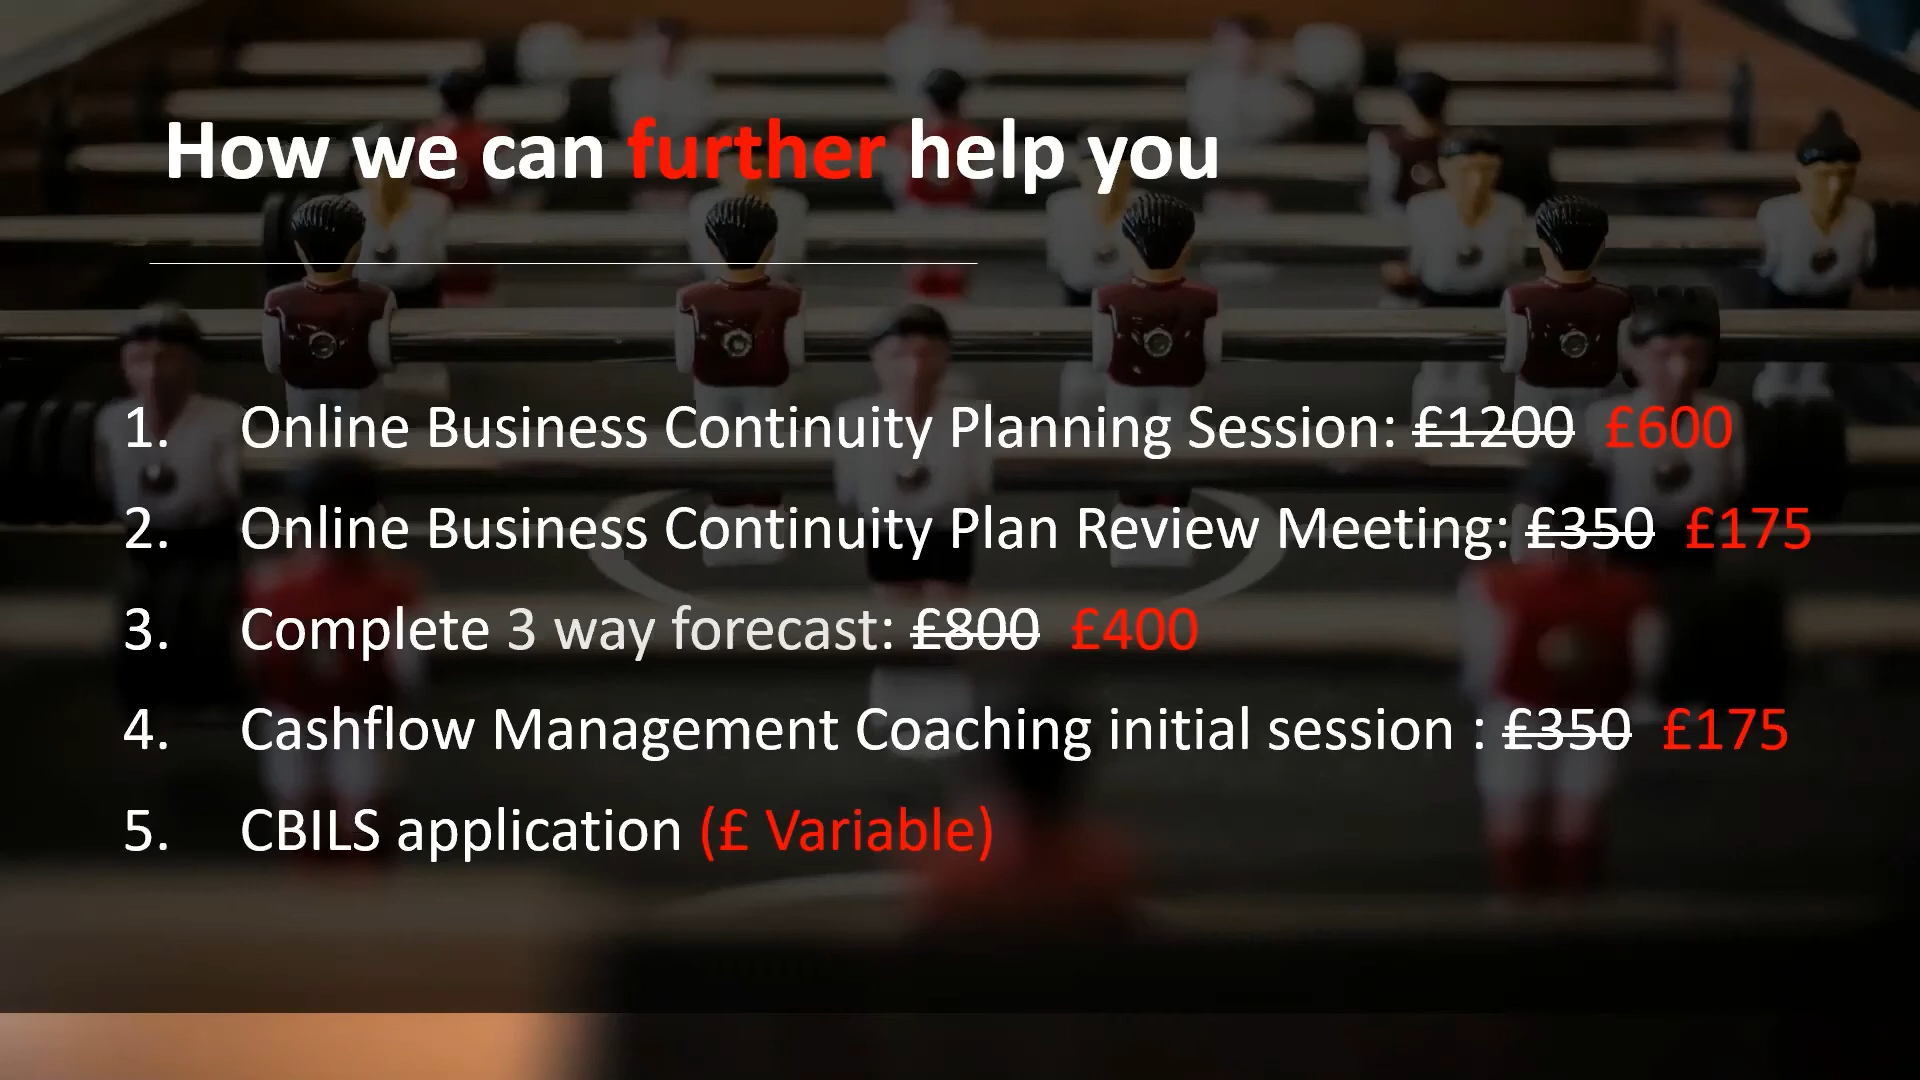 How we can further help you
1. Online Business Continuity Planning Session: £1200 £600
2. Online Business Continuity Plan Review Meeting: £350 £175
3. Complete 3 way forecast: £800 £400
4. Cashflow Management Coaching initial session : £350 £175
5. CBILS application (£ Variable)